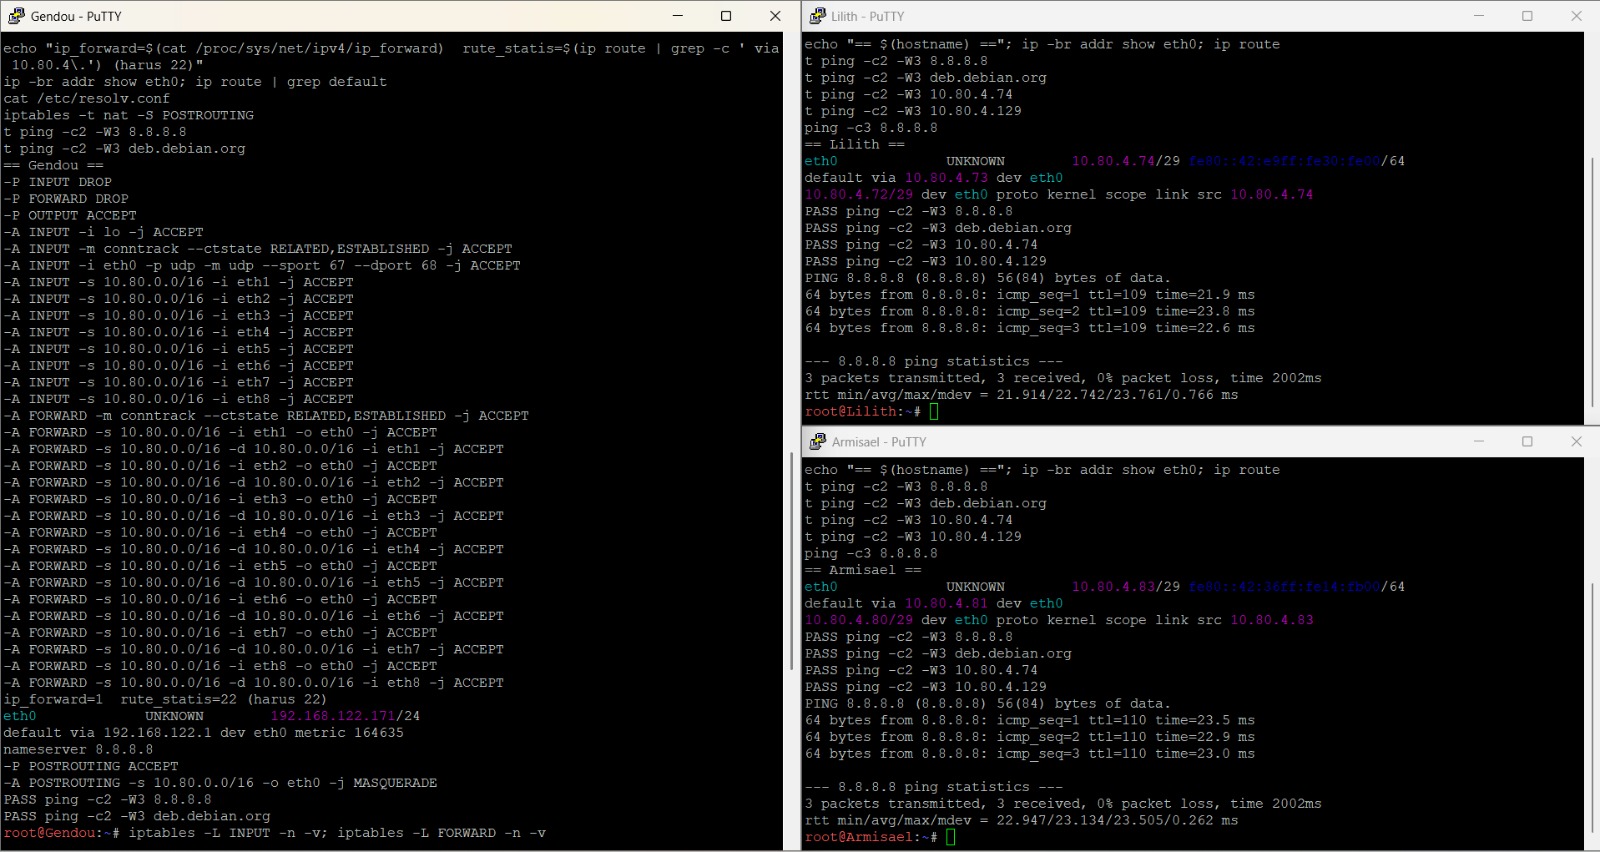 Gendou - PuTTY
echo "ip_forward=$(cat /proc/sys/net/ipv4/ip_forward)  rute_statis=$(ip route | grep -c ' via
 10.80.4\.') (harus 22)"
ip -br addr show eth0; ip route | grep default
cat /etc/resolv.conf
iptables -t nat -S POSTROUTING
t ping -c2 -W3 8.8.8.8
t ping -c2 -W3 deb.debian.org
== Gendou ==
-P INPUT DROP
-P FORWARD DROP
-P OUTPUT ACCEPT
-A INPUT -i lo -j ACCEPT
-A INPUT -m conntrack --ctstate RELATED,ESTABLISHED -j ACCEPT
-A INPUT -i eth0 -p udp -m udp --sport 67 --dport 68 -j ACCEPT
-A INPUT -s 10.80.0.0/16 -i eth1 -j ACCEPT
-A INPUT -s 10.80.0.0/16 -i eth2 -j ACCEPT
-A INPUT -s 10.80.0.0/16 -i eth3 -j ACCEPT
-A INPUT -s 10.80.0.0/16 -i eth4 -j ACCEPT
-A INPUT -s 10.80.0.0/16 -i eth5 -j ACCEPT
-A INPUT -s 10.80.0.0/16 -i eth6 -j ACCEPT
-A INPUT -s 10.80.0.0/16 -i eth7 -j ACCEPT
-A INPUT -s 10.80.0.0/16 -i eth8 -j ACCEPT
-A FORWARD -m conntrack --ctstate RELATED,ESTABLISHED -j ACCEPT
-A FORWARD -s 10.80.0.0/16 -i eth1 -o eth0 -j ACCEPT
-A FORWARD -s 10.80.0.0/16 -d 10.80.0.0/16 -i eth1 -j ACCEPT
-A FORWARD -s 10.80.0.0/16 -i eth2 -o eth0 -j ACCEPT
-A FORWARD -s 10.80.0.0/16 -d 10.80.0.0/16 -i eth2 -j ACCEPT
-A FORWARD -s 10.80.0.0/16 -i eth3 -o eth0 -j ACCEPT
-A FORWARD -s 10.80.0.0/16 -d 10.80.0.0/16 -i eth3 -j ACCEPT
-A FORWARD -s 10.80.0.0/16 -i eth4 -o eth0 -j ACCEPT
-A FORWARD -s 10.80.0.0/16 -d 10.80.0.0/16 -i eth4 -j ACCEPT
-A FORWARD -s 10.80.0.0/16 -i eth5 -o eth0 -j ACCEPT
-A FORWARD -s 10.80.0.0/16 -d 10.80.0.0/16 -i eth5 -j ACCEPT
-A FORWARD -s 10.80.0.0/16 -i eth6 -o eth0 -j ACCEPT
-A FORWARD -s 10.80.0.0/16 -d 10.80.0.0/16 -i eth6 -j ACCEPT
-A FORWARD -s 10.80.0.0/16 -i eth7 -o eth0 -j ACCEPT
-A FORWARD -s 10.80.0.0/16 -d 10.80.0.0/16 -i eth7 -j ACCEPT
-A FORWARD -s 10.80.0.0/16 -i eth8 -o eth0 -j ACCEPT
-A FORWARD -s 10.80.0.0/16 -d 10.80.0.0/16 -i eth8 -j ACCEPT
ip_forward=1  rute_statis=22 (harus 22)
eth0             UNKNOWN        192.168.122.171/24
default via 192.168.122.1 dev eth0 metric 164635
nameserver 8.8.8.8
-P POSTROUTING ACCEPT
-A POSTROUTING -s 10.80.0.0/16 -o eth0 -j MASQUERADE
PASS ping -c2 -W3 8.8.8.8
PASS ping -c2 -W3 deb.debian.org
root@Gendou:~# iptables -L INPUT -n -v; iptables -L FORWARD -n -v
Lilith - PuTTY
echo "== $(hostname) =="; ip -br addr show eth0; ip route
t ping -c2 -W3 8.8.8.8
t ping -c2 -W3 deb.debian.org
t ping -c2 -W3 10.80.4.74
t ping -c2 -W3 10.80.4.129
ping -c3 8.8.8.8
== Lilith ==
eth0             UNKNOWN        10.80.4.74/29 fe80::42:e9ff:fe30:fe00/64
default via 10.80.4.73 dev eth0
10.80.4.72/29 dev eth0 proto kernel scope link src 10.80.4.74
PASS ping -c2 -W3 8.8.8.8
PASS ping -c2 -W3 deb.debian.org
PASS ping -c2 -W3 10.80.4.74
PASS ping -c2 -W3 10.80.4.129
PING 8.8.8.8 (8.8.8.8) 56(84) bytes of data.
64 bytes from 8.8.8.8: icmp_seq=1 ttl=109 time=21.9 ms
64 bytes from 8.8.8.8: icmp_seq=2 ttl=109 time=23.8 ms
64 bytes from 8.8.8.8: icmp_seq=3 ttl=109 time=22.6 ms
--- 8.8.8.8 ping statistics ---
3 packets transmitted, 3 received, 0% packet loss, time 2002ms
rtt min/avg/max/mdev = 21.914/22.742/23.761/0.766 ms
root@Lilith:~#
Armisael - PuTTY
echo "== $(hostname) =="; ip -br addr show eth0; ip route
t ping -c2 -W3 8.8.8.8
t ping -c2 -W3 deb.debian.org
t ping -c2 -W3 10.80.4.74
t ping -c2 -W3 10.80.4.129
ping -c3 8.8.8.8
== Armisael ==
eth0             UNKNOWN        10.80.4.83/29 fe80::42:36ff:fe14:fb00/64
default via 10.80.4.81 dev eth0
10.80.4.80/29 dev eth0 proto kernel scope link src 10.80.4.83
PASS ping -c2 -W3 8.8.8.8
PASS ping -c2 -W3 deb.debian.org
PASS ping -c2 -W3 10.80.4.74
PASS ping -c2 -W3 10.80.4.129
PING 8.8.8.8 (8.8.8.8) 56(84) bytes of data.
64 bytes from 8.8.8.8: icmp_seq=1 ttl=110 time=23.5 ms
64 bytes from 8.8.8.8: icmp_seq=2 ttl=110 time=22.9 ms
64 bytes from 8.8.8.8: icmp_seq=3 ttl=110 time=23.0 ms
--- 8.8.8.8 ping statistics ---
3 packets transmitted, 3 received, 0% packet loss, time 2002ms
rtt min/avg/max/mdev = 22.947/23.134/23.505/0.262 ms
root@Armisael:~#